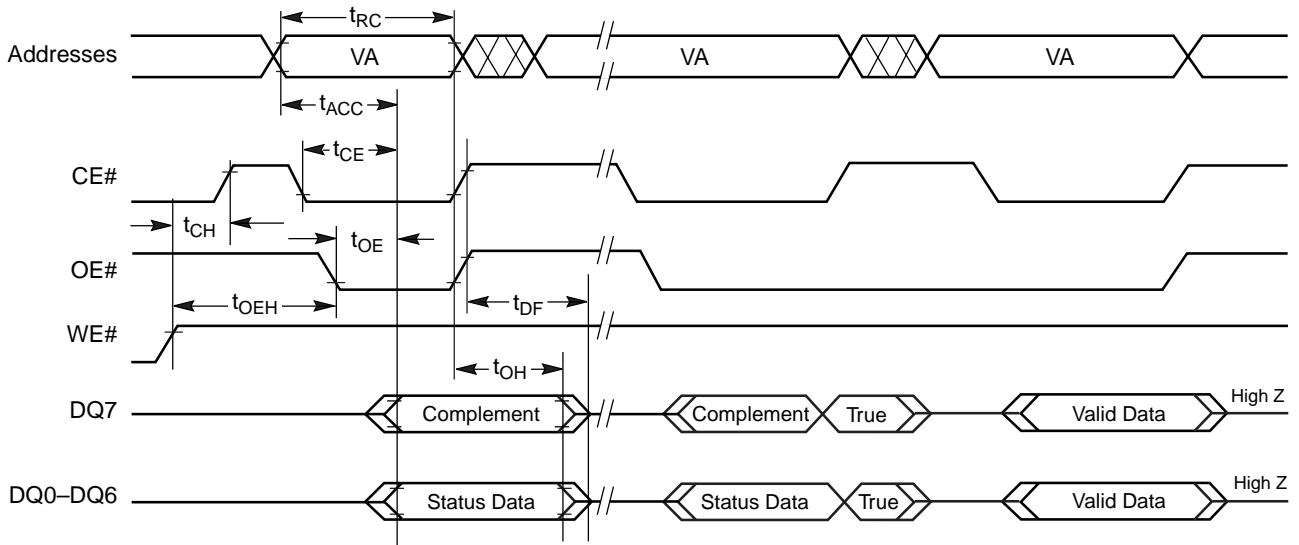 tRC
Addresses VA VA VA
tACC
tCE
CE#
tCH
tOE
OE#
tOEH
tDF
WE#
tOH
DQ7 Complement Complement True Valid Data High Z
DQ0–DQ6 Status Data Status Data True Valid Data High Z